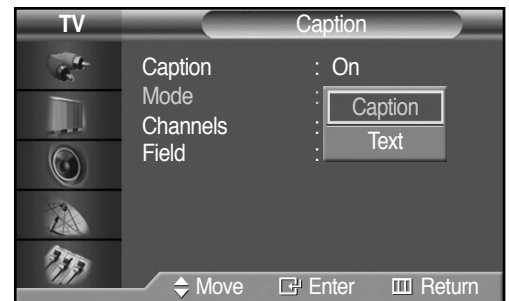 TV Caption
Caption : On
Mode : Caption
Channels : Text
Field :
Move Enter Return